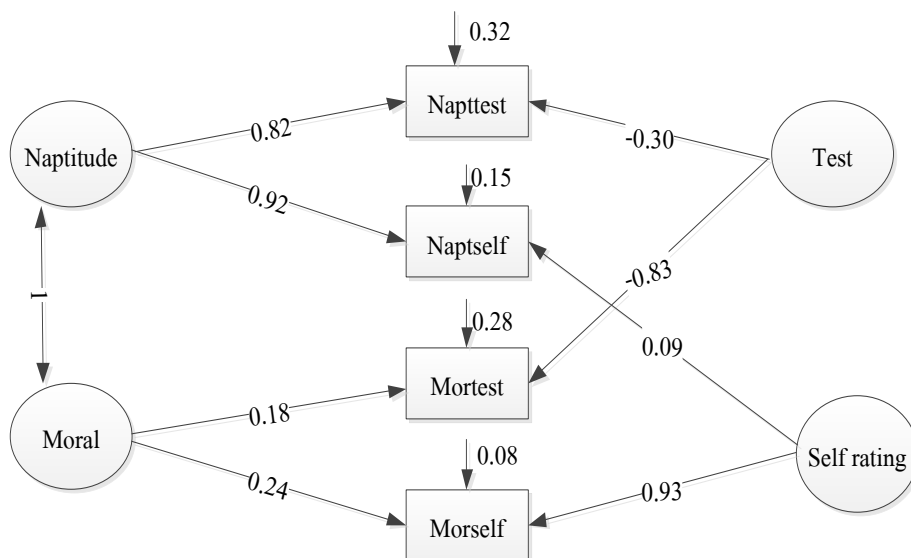 0.32
Napttest
Naptitude
0.82
-0.30
Test
0.15
0.92
Naptself
-0.83
1
0.28
0.09
Mortest
0.18
Moral
0.08
Self rating
0.24
0.93
Morself